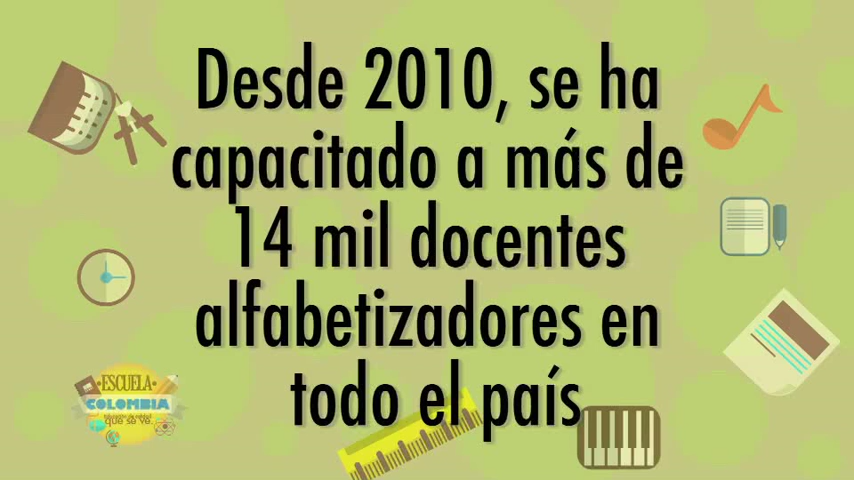 Desde 2010, se ha
capacitado a más de
14 mil docentes
alfabetizadores en
todo el país
ESCUELA
COLOMBIA
que se ve.